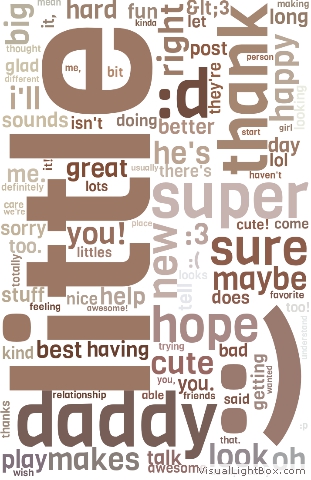 big
mean
it,
hard
fun
kinda
&lt;3
let
making
long
thought
glad
different
i'll
me,
bit
right
post
they're
person
thank
happy
looking
:d
sounds
isn't
doing
better
start
girl
day
lol
haven't
me.
it!
great
lots
usually
he's
there's
definitely
care
we're
sorry
too.
totally
you!
littles
place
super
cute!
come
new
:3
:(
looks
tell
sure
maybe
does
favorite
stuff
feeling
nice
help
awesome!
little
hope
too!
understand
kind
best
having
trying
cute
bad
you,
you.
getting
wanted
:)
relationship
able
friends
said
thanks
daddy
that.
:p
play
makes
talk
look
oh
wish
awesome
VisualLightBox.com